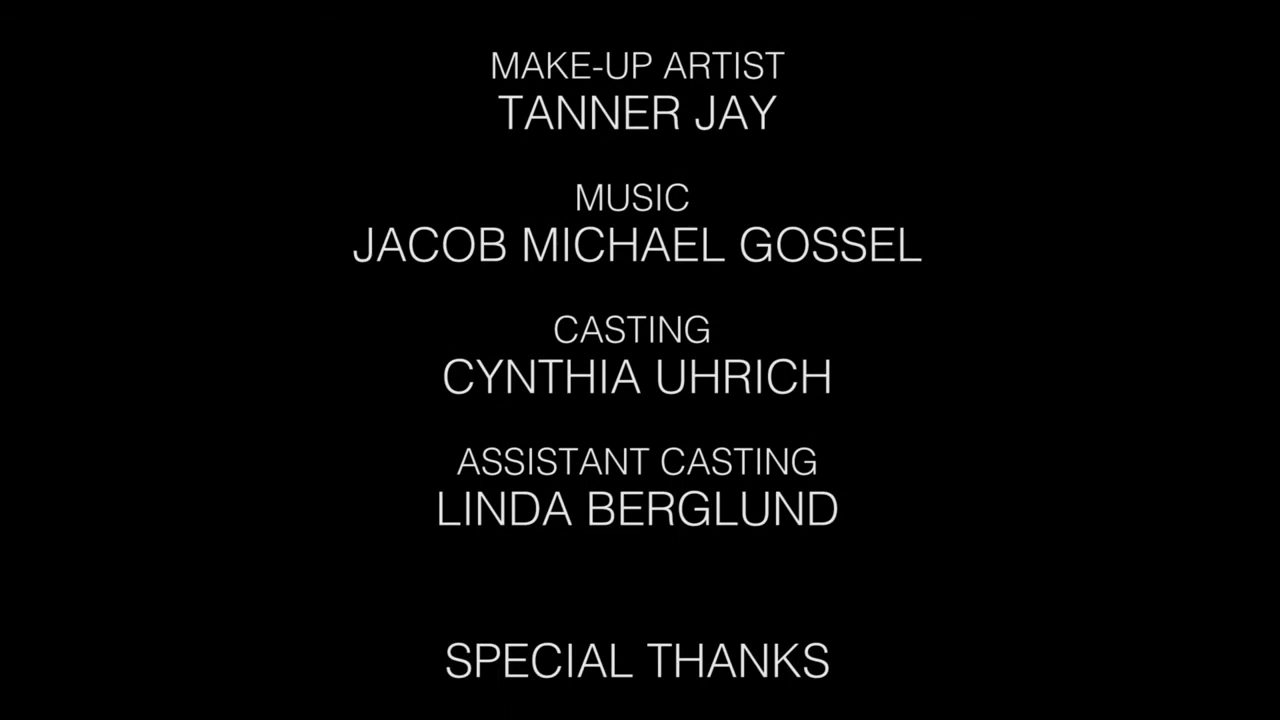 MAKE-UP ARTIST
TANNER JAY
MUSIC
JACOB MICHAEL GOSSEL
CASTING
CYNTHIA UHRICH
ASSISTANT CASTING
LINDA BERGLUND
SPECIAL THANKS